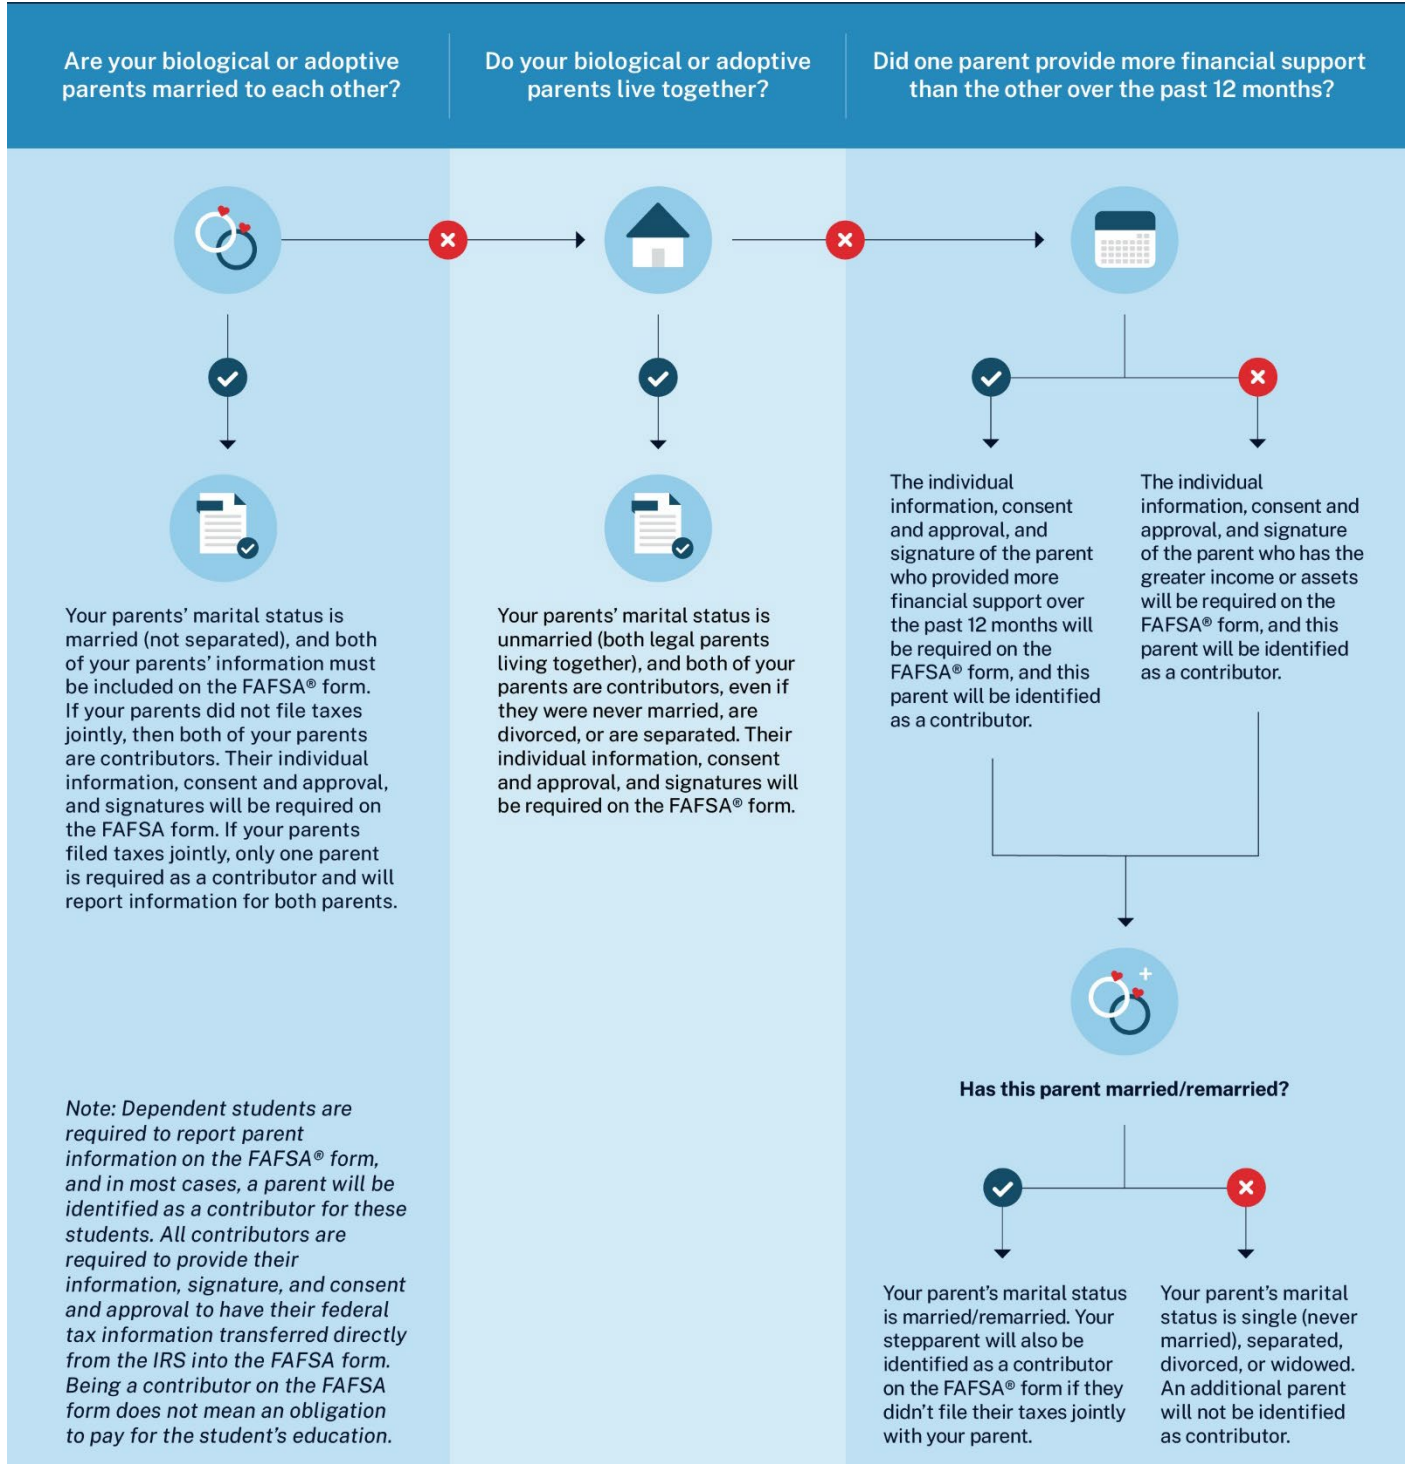 Are your biological or adoptive
parents married to each other?
Do your biological or adoptive
parents live together?
Did one parent provide more financial support
than the other over the past 12 months?
Your parents’ marital status is
married (not separated), and both
of your parents’ information must
be included on the FAFSA® form.
If your parents did not file taxes
jointly, then both of your parents
are contributors. Their individual
information, consent and approval,
and signatures will be required on
the FAFSA form. If your parents
filed taxes jointly, only one parent
is required as a contributor and will
report information for both parents.
Note: Dependent students are
required to report parent
information on the FAFSA® form,
and in most cases, a parent will be
identified as a contributor for these
students. All contributors are
required to provide their
information, signature, and consent
and approval to have their federal
tax information transferred directly
from the IRS into the FAFSA form.
Being a contributor on the FAFSA
form does not mean an obligation
to pay for the student’s education.
Your parents’ marital status is
unmarried (both legal parents
living together), and both of your
parents are contributors, even if
they were never married, are
divorced, or are separated. Their
individual information, consent
and approval, and signatures will
be required on the FAFSA® form.
The individual
information, consent
and approval, and
signature of the parent
who provided more
financial support over
the past 12 months will
be required on the
FAFSA® form, and this
parent will be identified
as a contributor.
The individual
information, consent and
approval, and signature
of the parent who has the
greater income or assets
will be required on the
FAFSA® form, and this
parent will be identified
as a contributor.
Has this parent married/remarried?
Your parent’s marital status
is married/remarried. Your
stepparent will also be
identified as a contributor
on the FAFSA® form if they
didn’t file their taxes jointly
with your parent.
Your parent’s marital
status is single (never
married), separated,
divorced, or widowed.
An additional parent
will not be identified
as contributor.